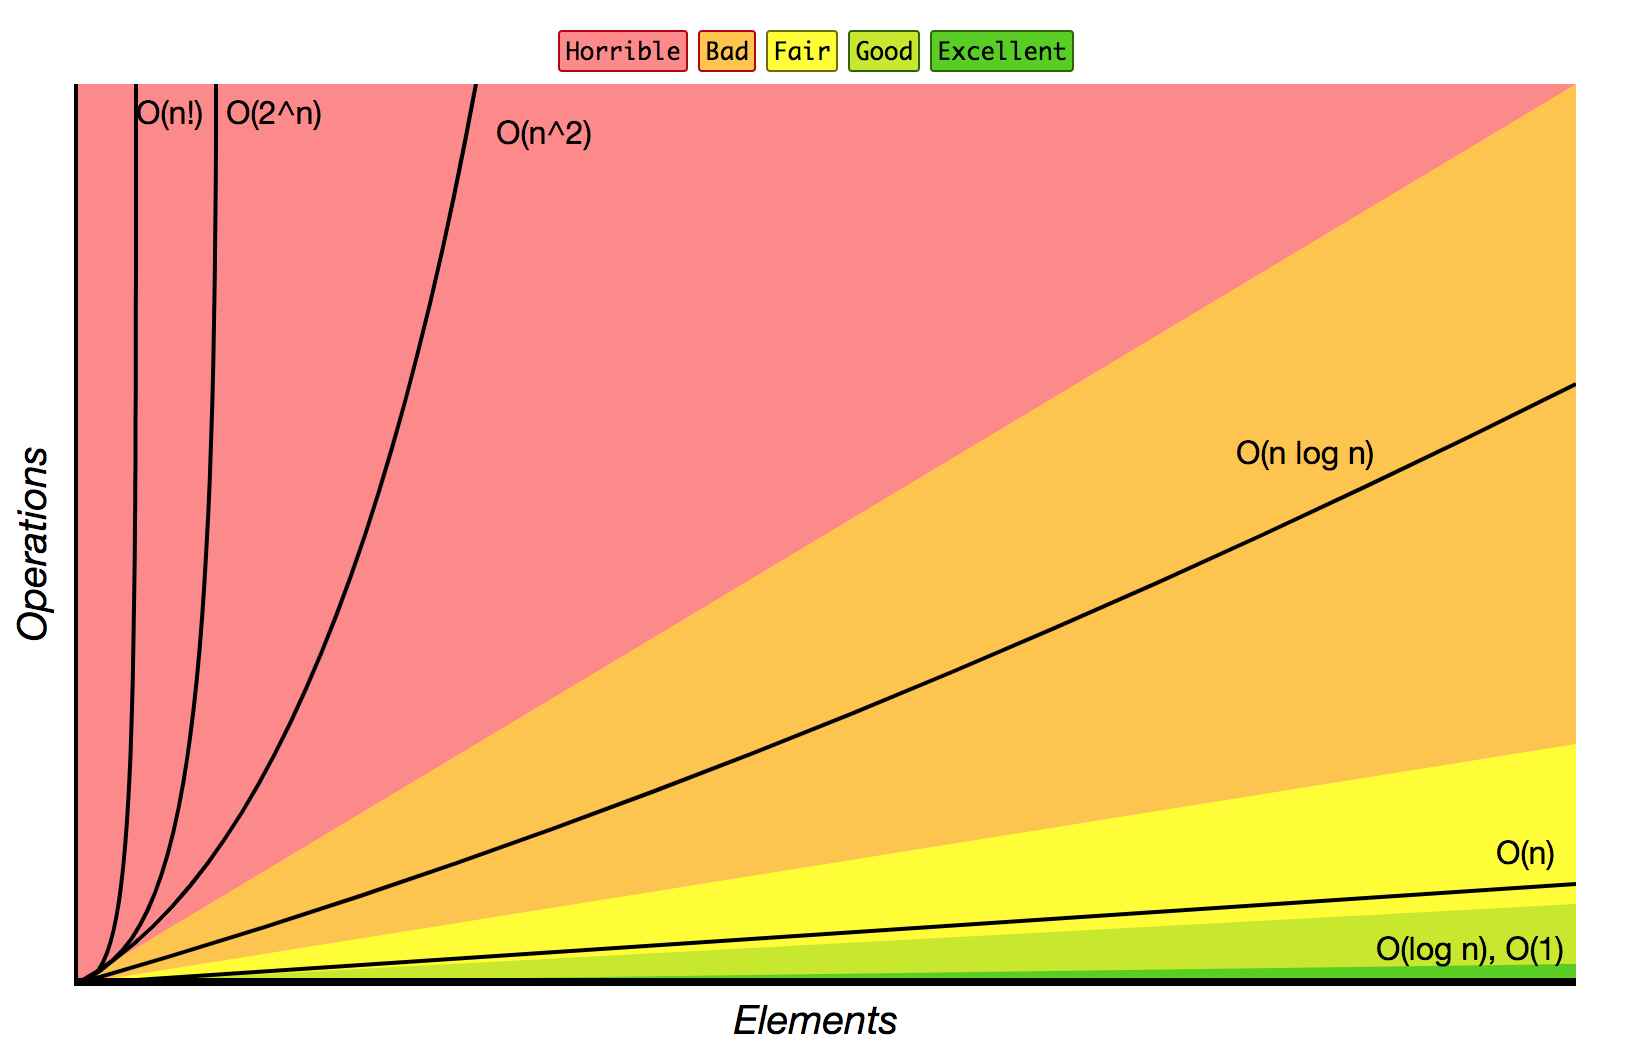 Horrible Bad Fair Good Excellent
O(n!) O(2^n)
O(n^2)
O(n log n)
Operations
O(n)
O(log n), O(1)
Elements